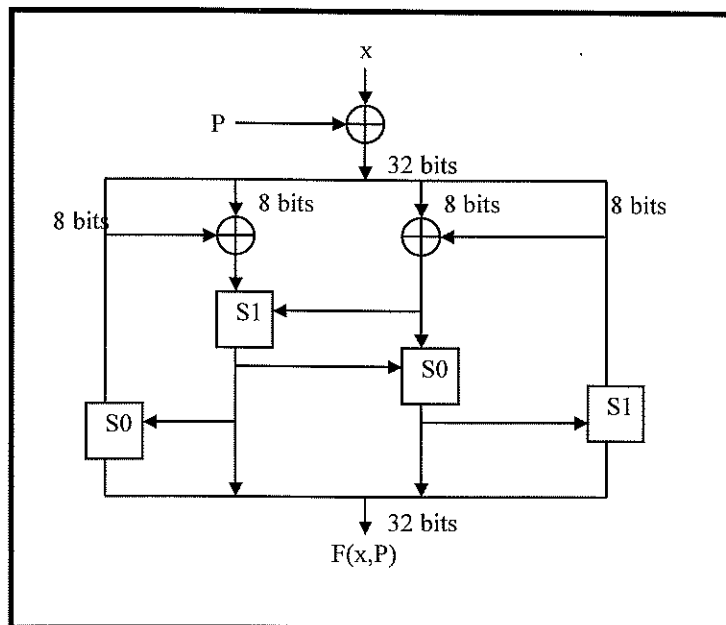 x
P
32 bits
8 bits
8 bits
8 bits
8 bits
S1
S0
S0
S1
32 bits
F(x,P)